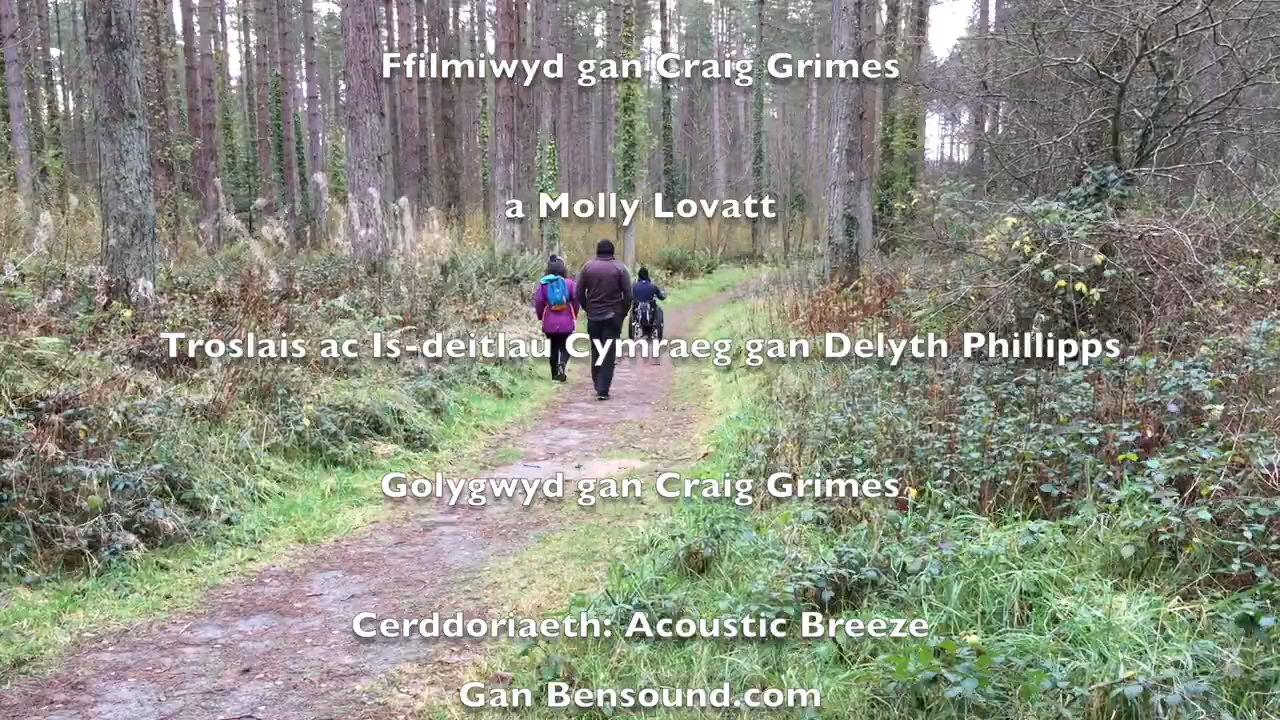 Ffilmiwyd gan Craig Grimes
a Molly Lovatt
Troslais ac Is-deitlau Cymraeg gan Delyth Phillipps
Golygwyd gan Craig Grimes
Cerddoriaeth: Acoustic Breeze
Gan Bensound.com